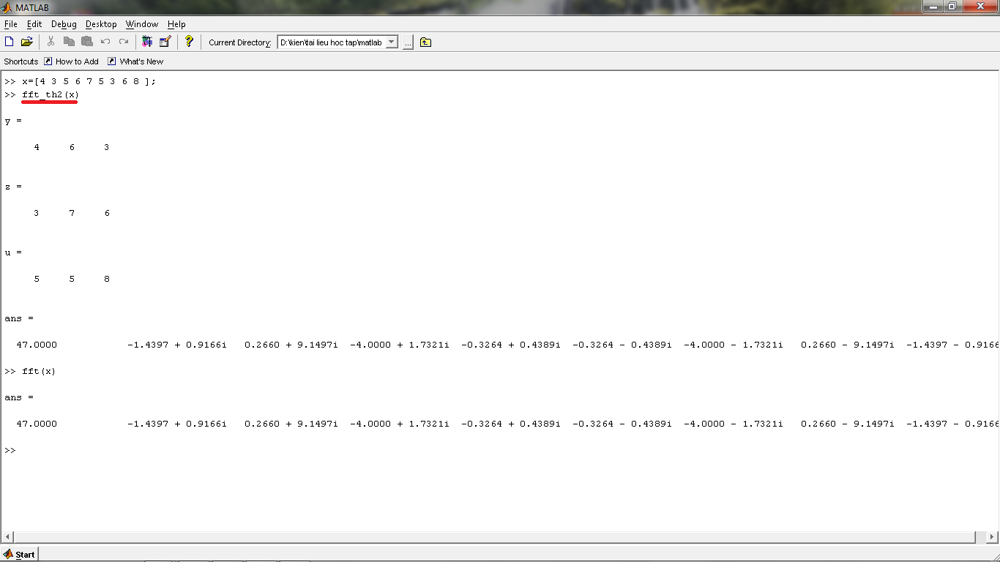 MATLAB
File Edit Debug Desktop Window Help
Current Directory: D:\kien\tai lieu hoc tap\matlab ...
Shortcuts How to Add What's New
>> x=[4 3 5 6 7 5 3 6 8 ];
>> fft_th2(x)
y =
4 6 3
z =
3 7 6
u =
5 5 8
ans =
47.0000 -1.4397 + 0.9166i 0.2660 + 9.1497i -4.0000 + 1.7321i -0.3264 + 0.4389i -0.3264 - 0.4389i -4.0000 - 1.7321i 0.2660 - 9.1497i -1.4397 - 0.9166
>> fft(x)
ans =
47.0000 -1.4397 + 0.9166i 0.2660 + 9.1497i -4.0000 + 1.7321i -0.3264 + 0.4389i -0.3264 - 0.4389i -4.0000 - 1.7321i 0.2660 - 9.1497i -1.4397 - 0.9166
>>
Start